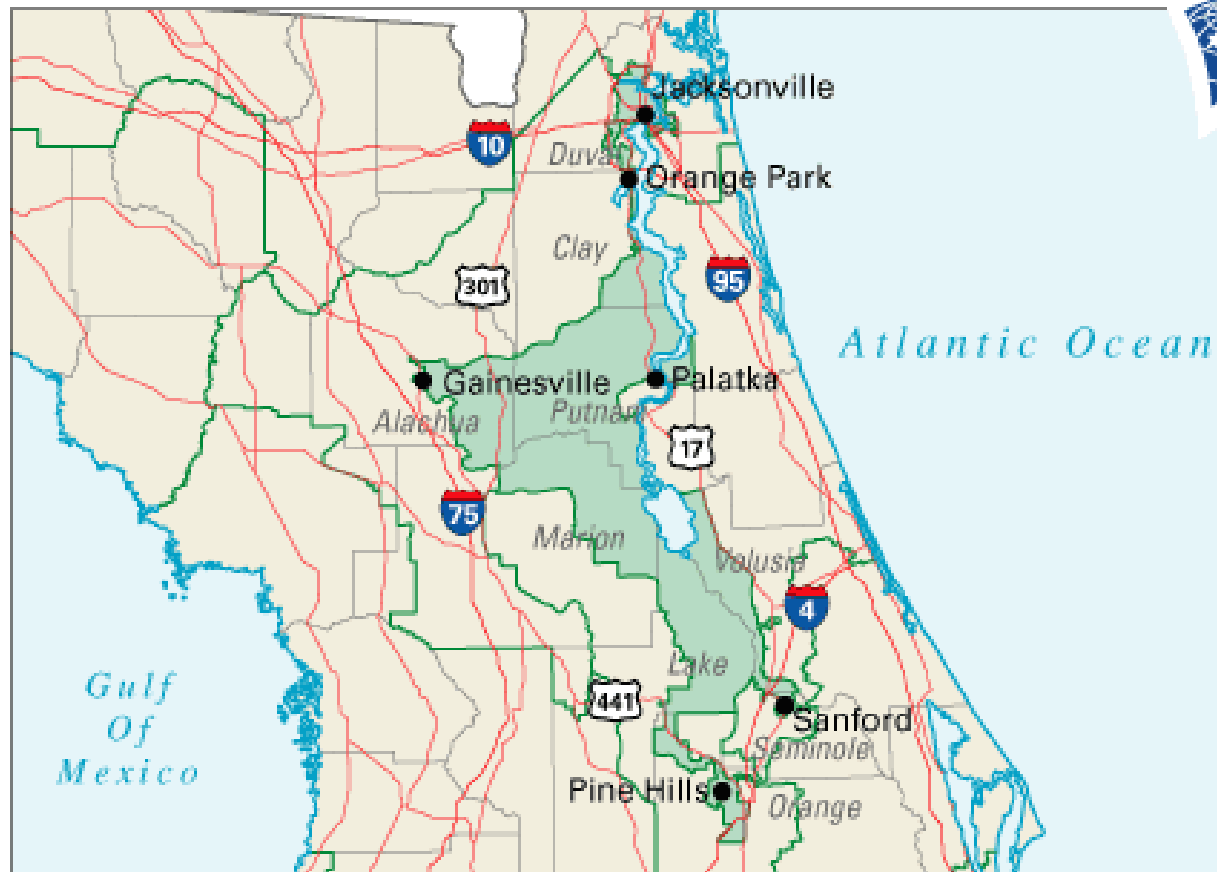 Jacksonville
10
Duval
Orange Park
Clay
95
301
Atlantic Ocean
Gainesville
Palatka
Putnam
Alachua
17
75
Marion
Volusia
4
Lake
Gulf
Of
Mexico
441
Sanford
Seminole
Pine Hills
Orange